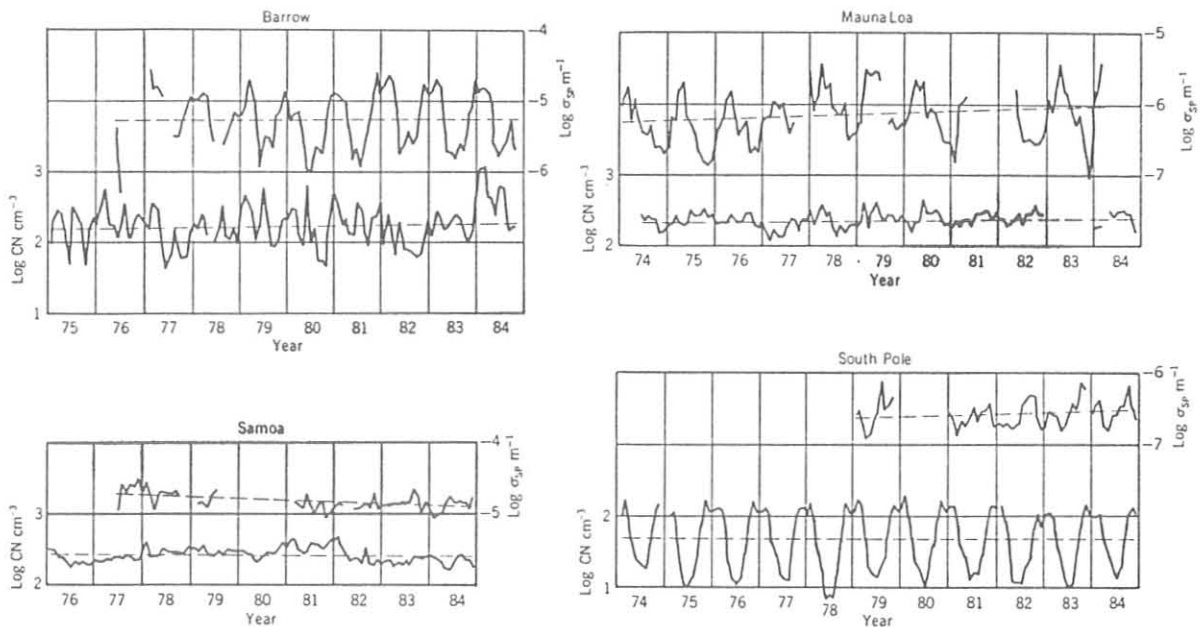 Barrow
Log CN cm⁻³
3
2
1
-4
-5
-6
Log σSP m⁻¹
75 76 77 78 79 80 81 82 83 84
Year
Mauna Loa
Log CN cm⁻³
3
2
-5
-6
-7
Log σSP m⁻¹
74 75 76 77 78 79 80 81 82 83 84
Year
Samoa
Log CN cm⁻³
3
2
-4
-5
Log σSP m⁻¹
76 77 78 79 80 81 82 83 84
Year
South Pole
Log CN cm⁻³
2
1
-6
-7
Log σSP m⁻¹
74 75 76 77 78 79 80 81 82 83 84
Year